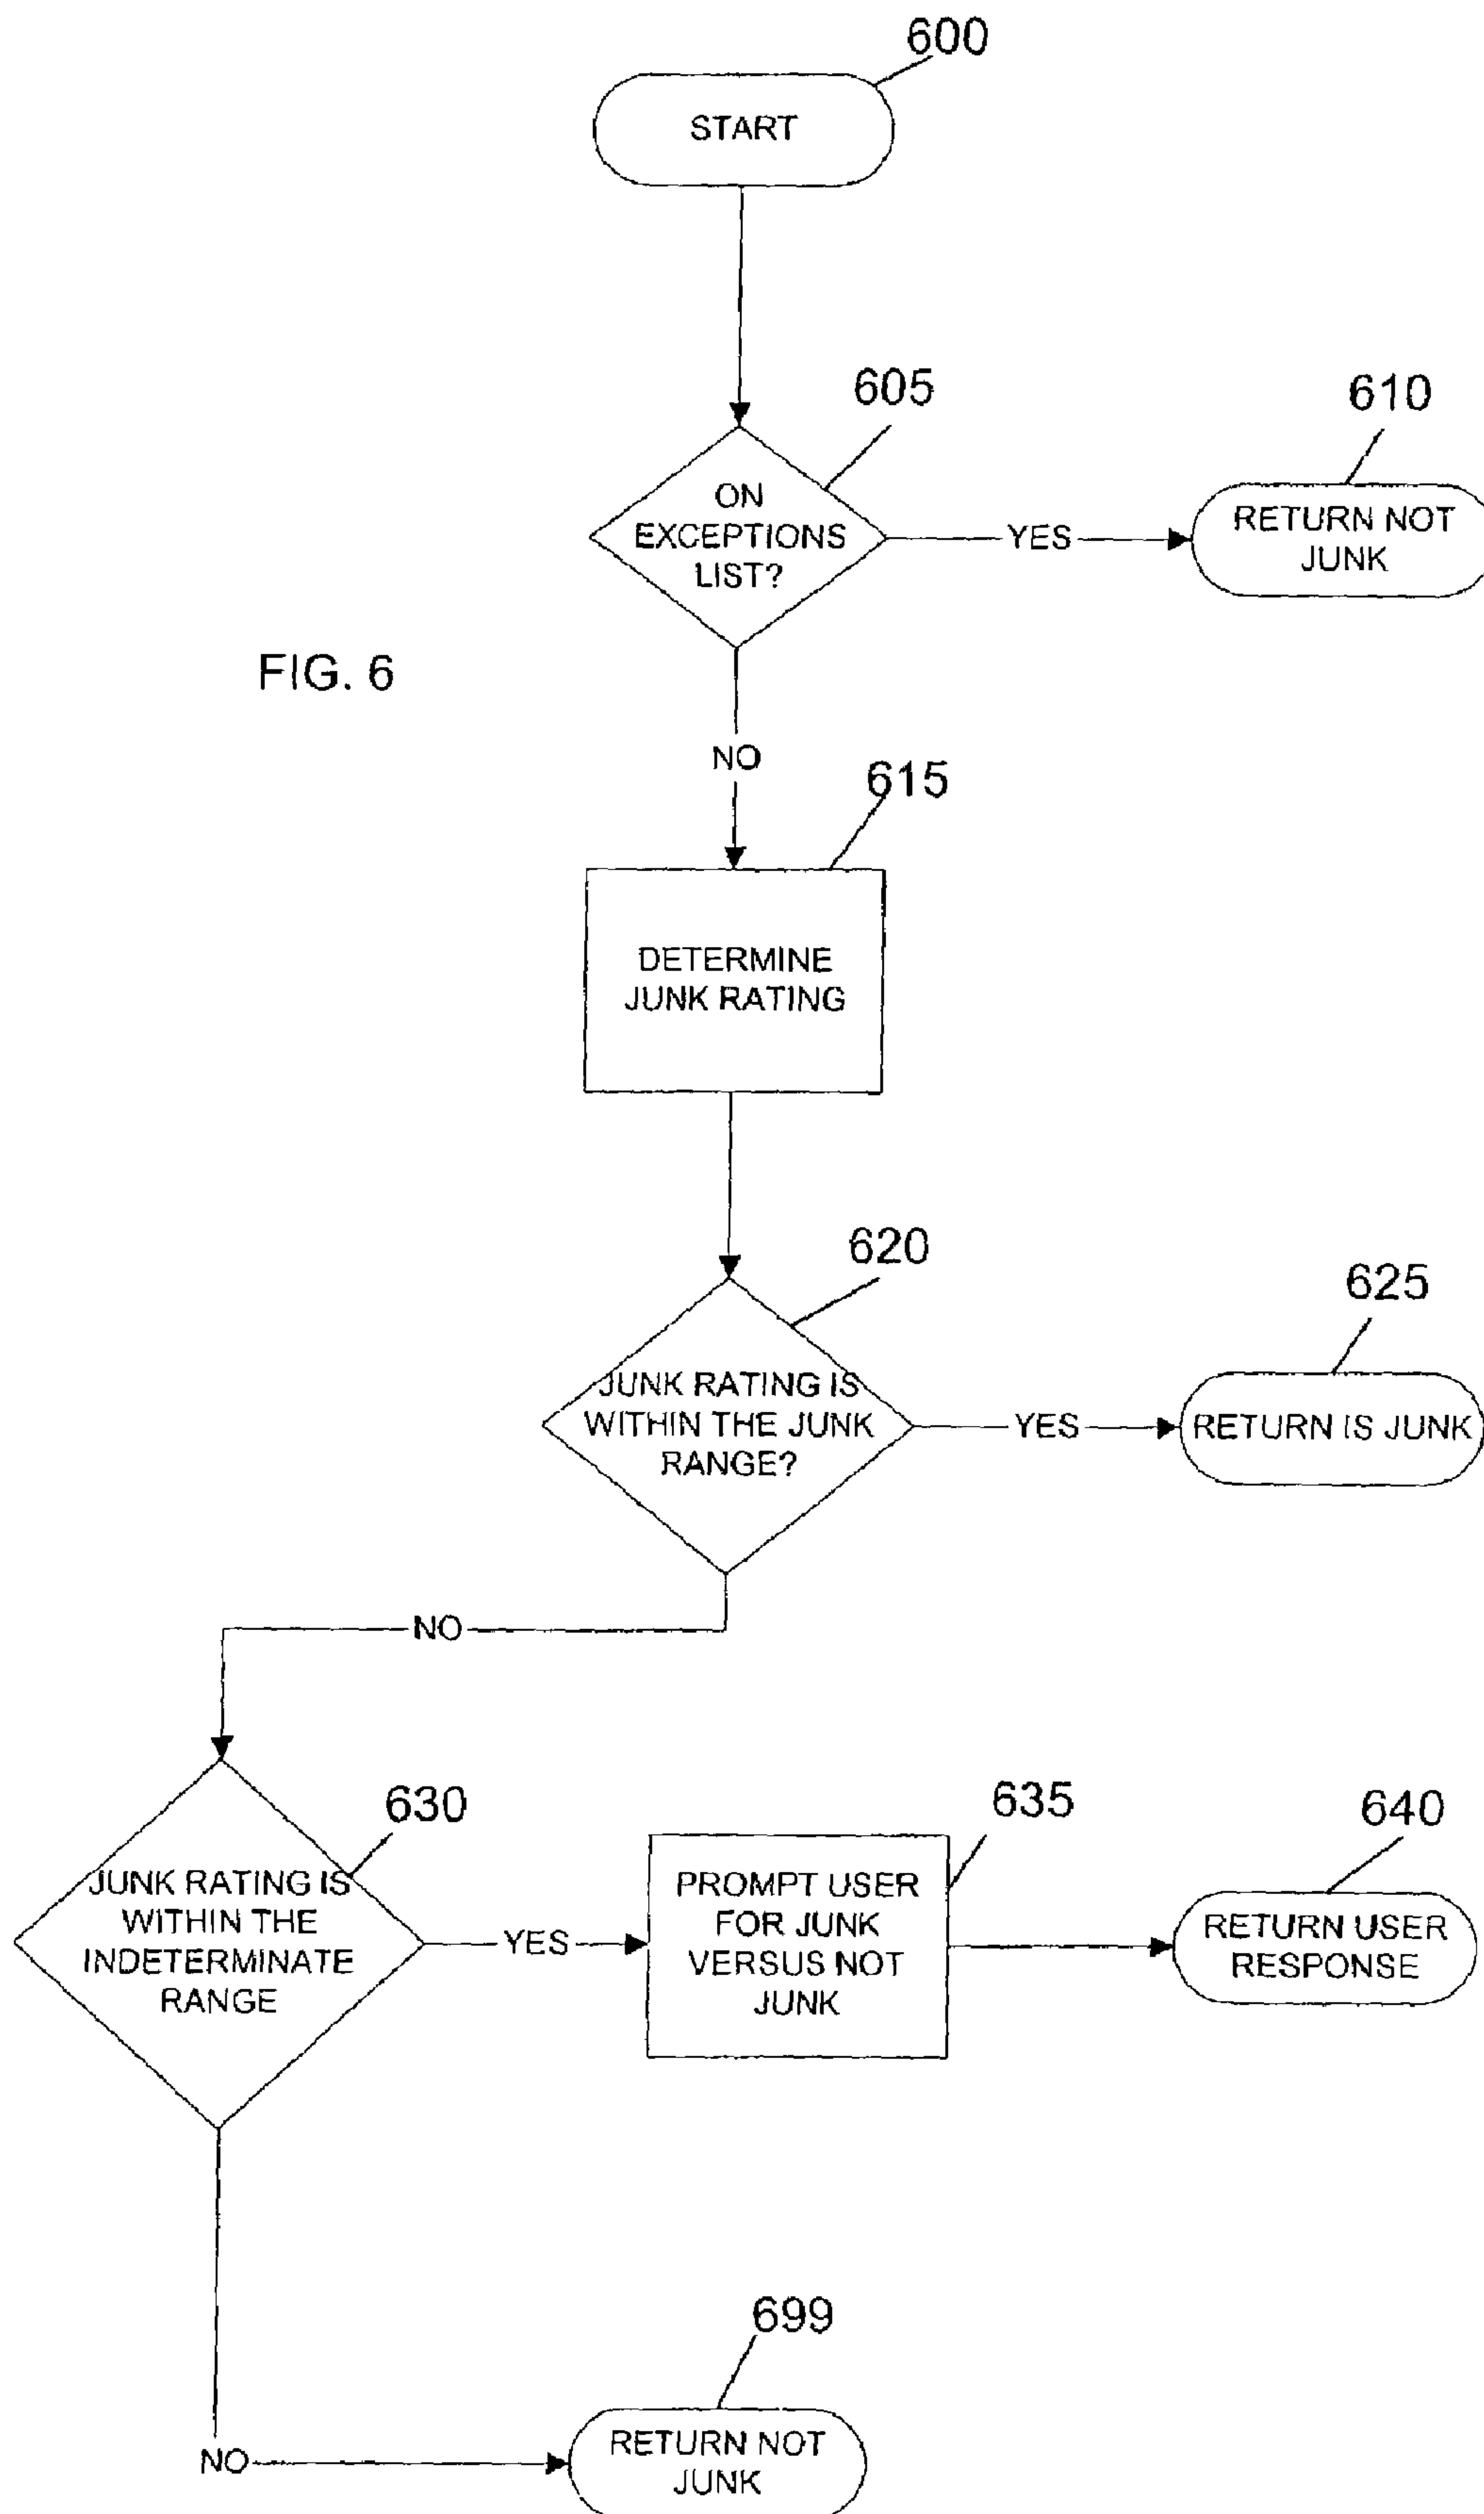 600
START
605
610
ON
EXCEPTIONS
LIST?
YES
RETURN NOT
JUNK
FIG. 6
NO
615
DETERMINE
JUNK RATING
620
625
JUNK RATING IS
WITHIN THE JUNK
RANGE?
YES
RETURN IS JUNK
NO
630
635
640
JUNK RATING IS
WITHIN THE
INDETERMINATE
RANGE
YES
PROMPT USER
FOR JUNK
VERSUS NOT
JUNK
RETURN USER
RESPONSE
699
NO
RETURN NOT
JUNK